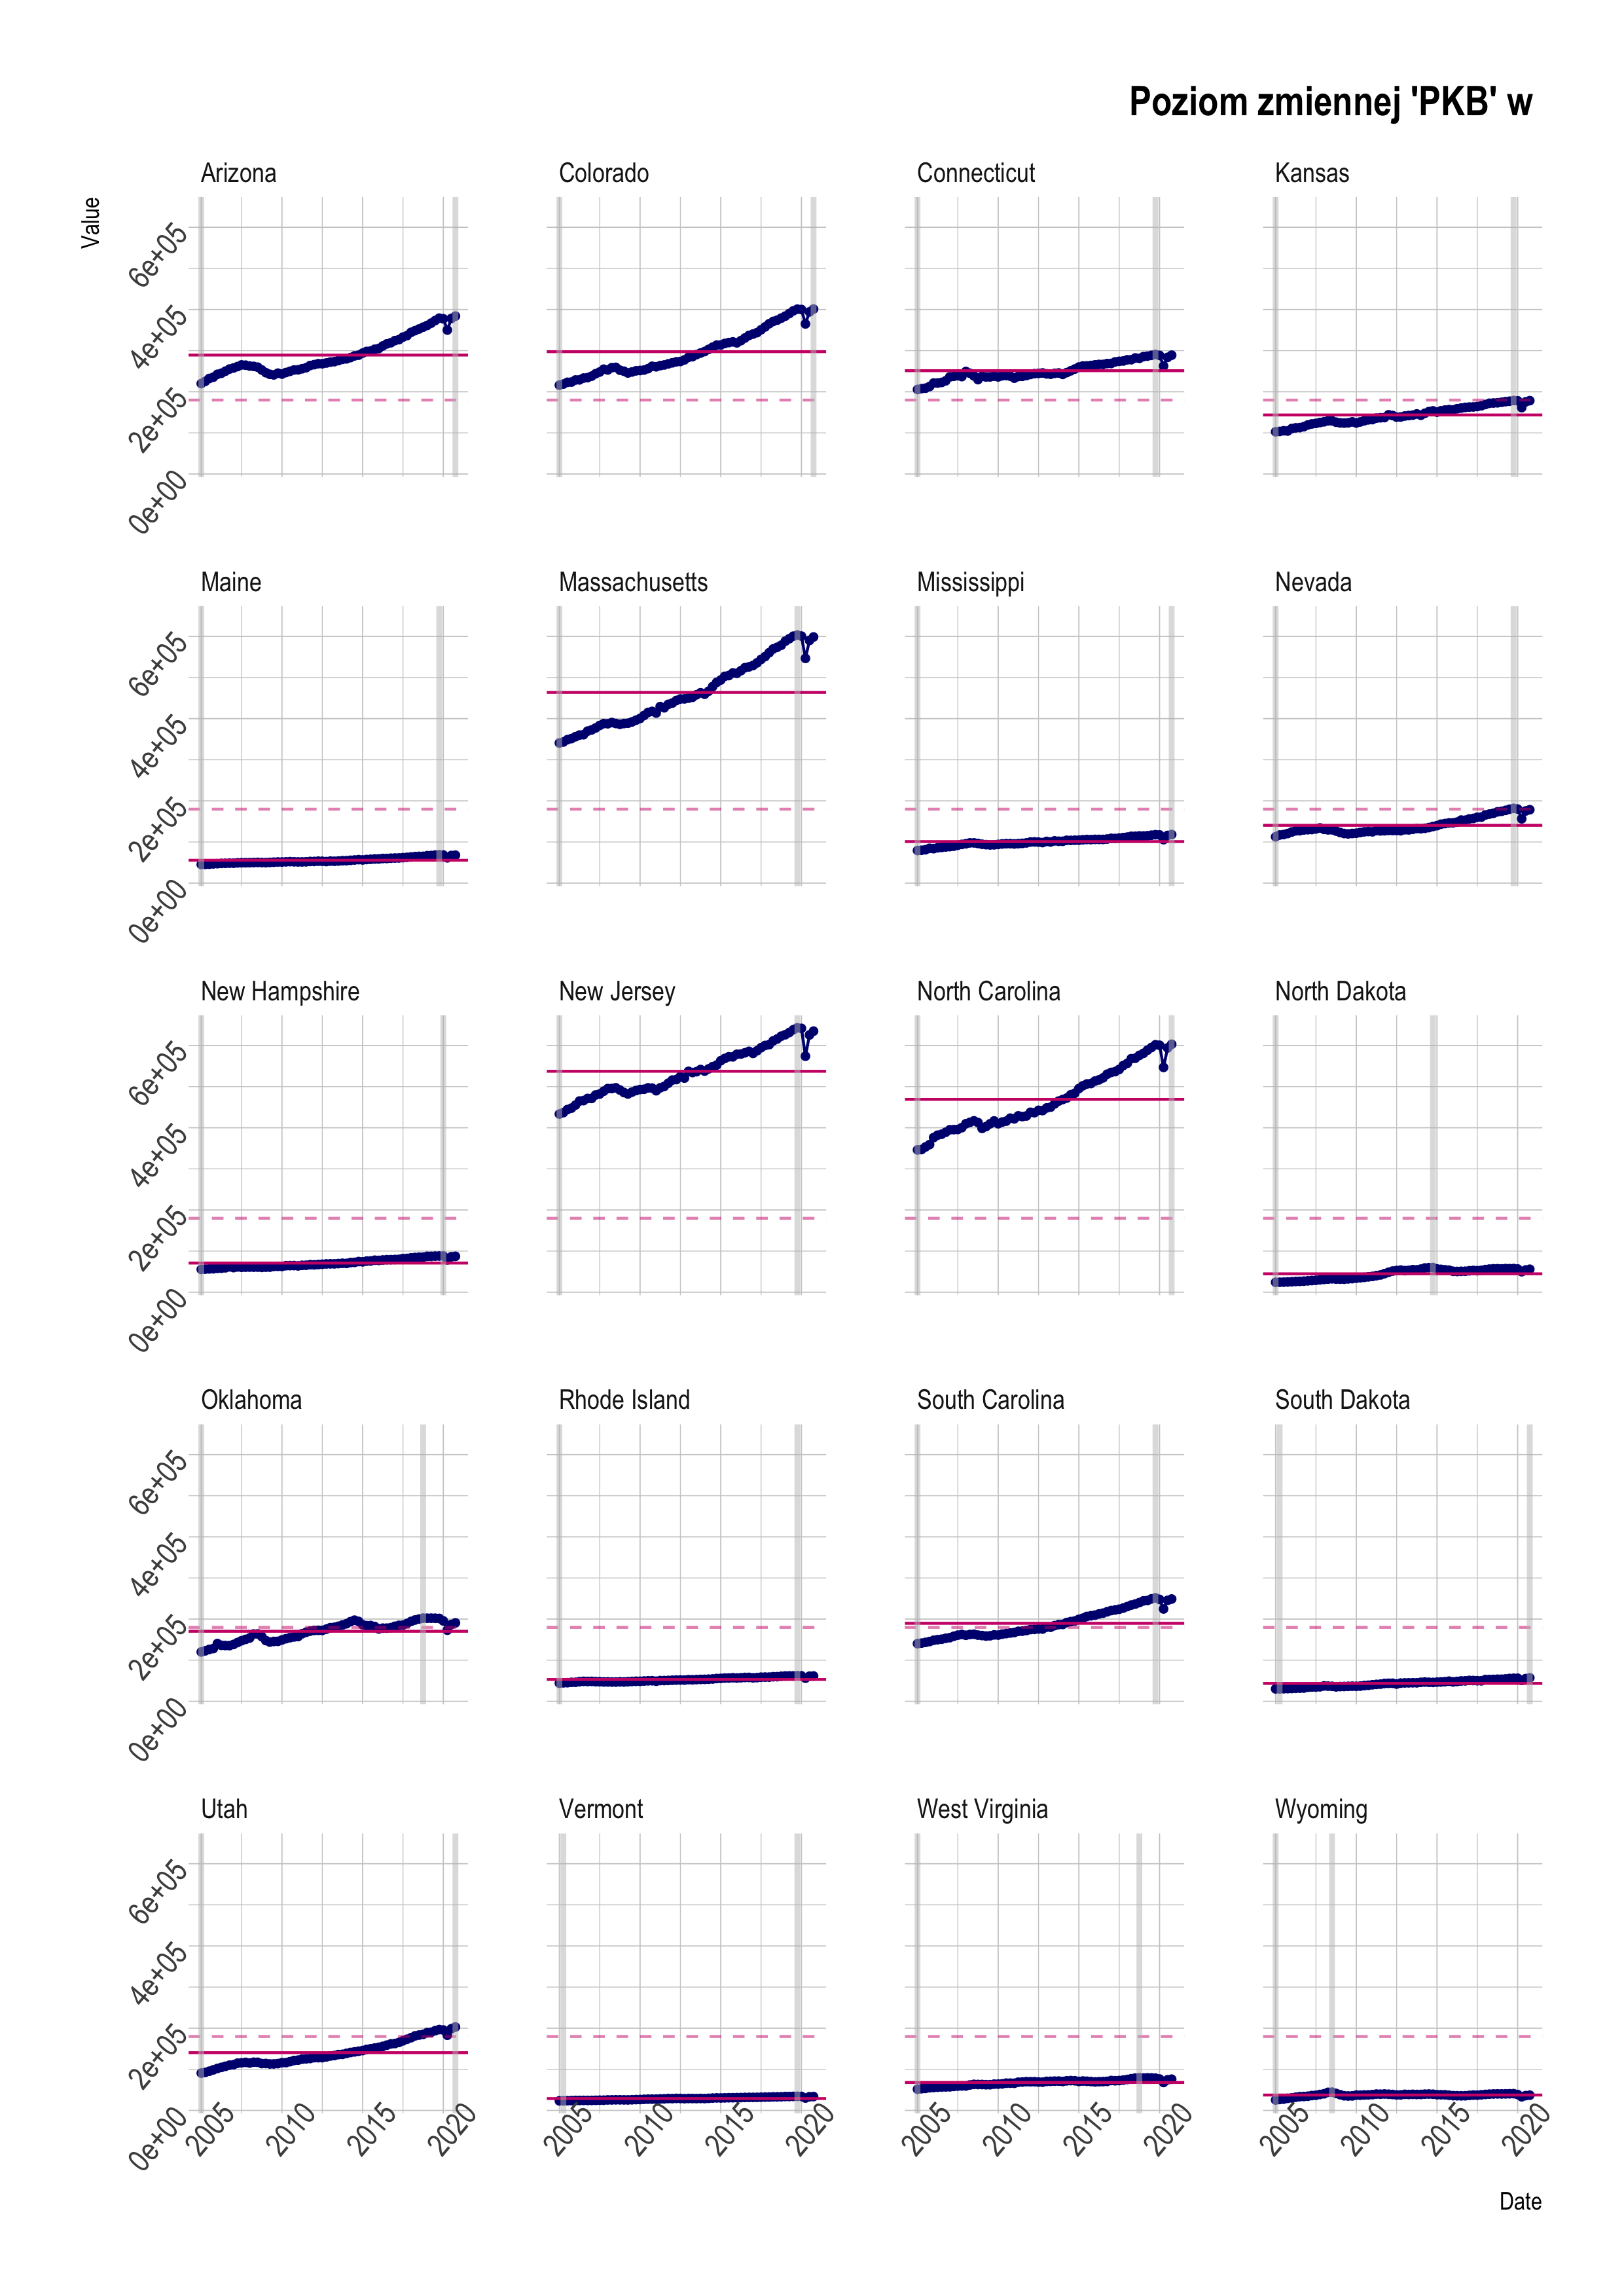 Poziom zmiennej 'PKB' w
Arizona
Colorado
Connecticut
Kansas
Value
6e+05
4e+05
2e+05
0e+00
Maine
Massachusetts
Mississippi
Nevada
6e+05
4e+05
2e+05
0e+00
New Hampshire
New Jersey
North Carolina
North Dakota
6e+05
4e+05
2e+05
0e+00
Oklahoma
Rhode Island
South Carolina
South Dakota
6e+05
4e+05
2e+05
0e+00
Utah
Vermont
West Virginia
Wyoming
6e+05
4e+05
2e+05
0e+00
2005 2010 2015 2020 2005 2010 2015 2020 2005 2010 2015 2020 2005 2010 2015 2020
Date